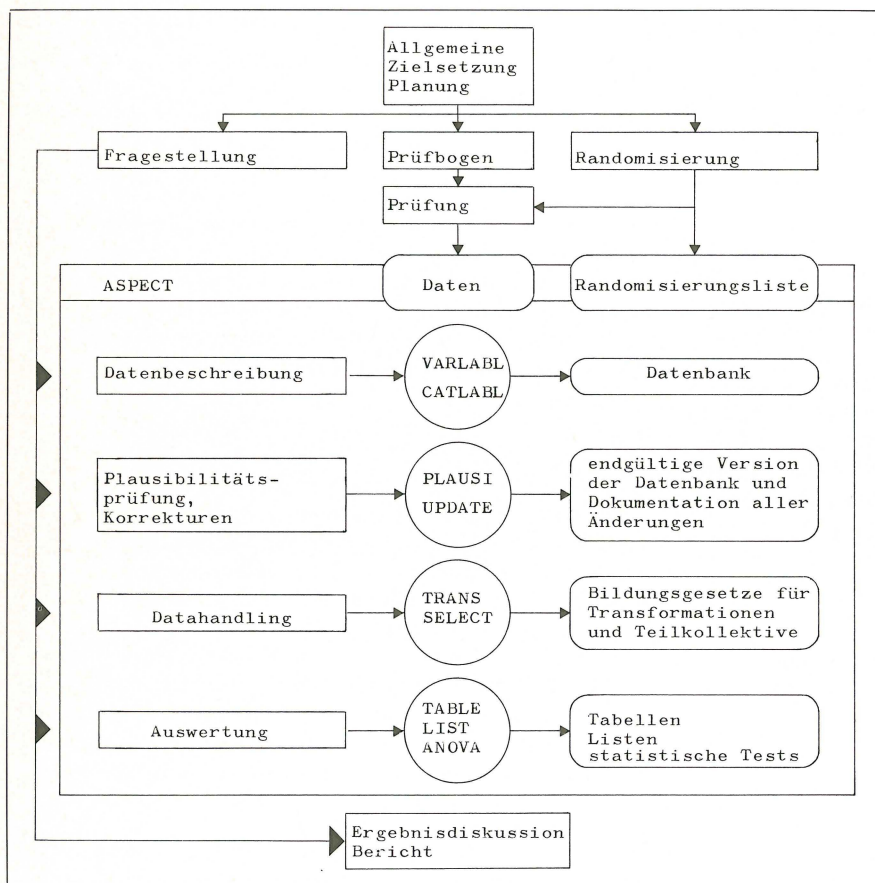 Allgemeine
Zielsetzung
Planung
Fragestellung
Prüfbogen
Randomisierung
Prüfung
ASPECT
Daten
Randomisierungsliste
Datenbeschreibung
VARLABL
CATLABL
Datenbank
Plausibilitäts-
prüfung,
Korrekturen
PLAUSI
UPDATE
endgültige Version
der Datenbank und
Dokumentation aller
Änderungen
Datahandling
TRANS
SELECT
Bildungsgesetze für
Transformationen
und Teilkollektive
Auswertung
TABLE
LIST
ANOVA
Tabellen
Listen
statistische Tests
Ergebnisdiskussion
Bericht